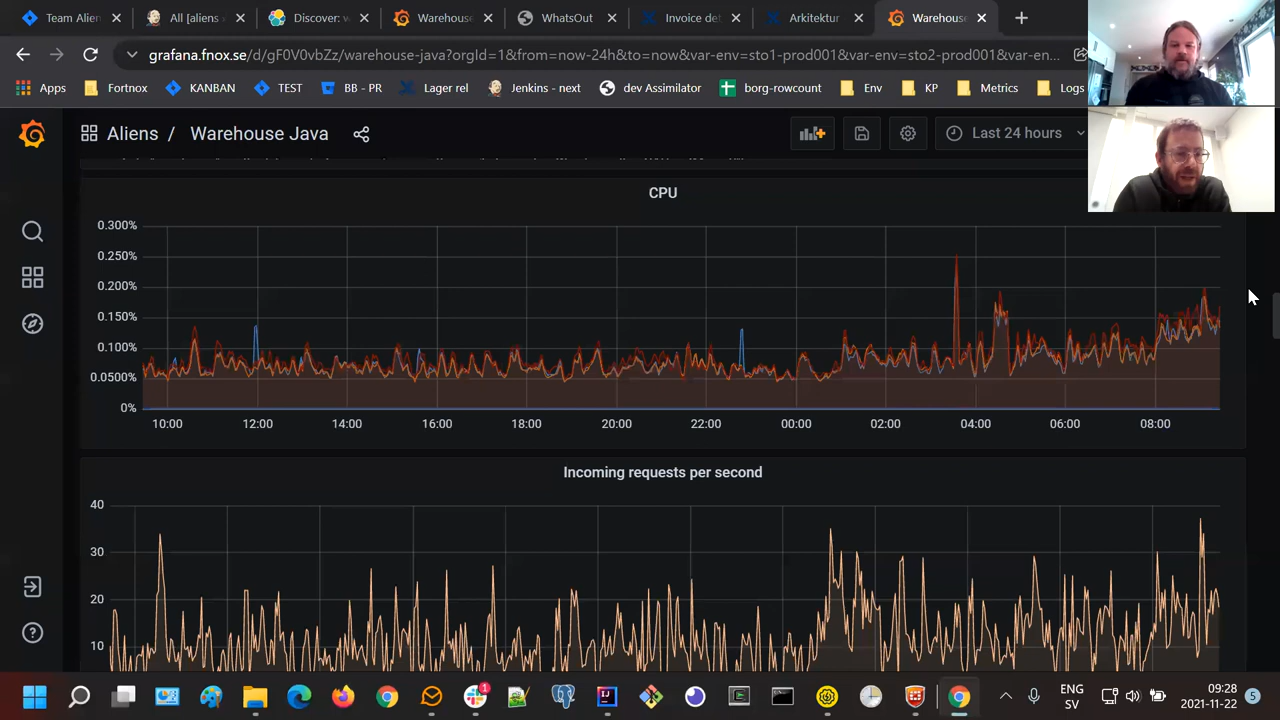 Team Alien
All [aliens
Discover: w
Warehouse
WhatsOut
Invoice det
Arkitektur
Warehouse
grafana.fnox.se/d/gF0V0vbZz/warehouse-java?orgId=1&from=now-24h&to=now&var-env=sto1-prod001&var-env=sto2-prod001&var-en...
Apps
Fortnox
KANBAN
TEST
BB - PR
Lager rel
Jenkins - next
dev Assimilator
borg-rowcount
Env
KP
Metrics
Logs
Aliens / Warehouse Java
Last 24 hours
CPU
0.300%
0.250%
0.200%
0.150%
0.100%
0.0500%
0%
10:00 12:00 14:00 16:00 18:00 20:00 22:00 00:00 02:00 04:00 06:00 08:00
Incoming requests per second
40
30
20
10
1
ENG
SV
09:28
2021-11-22
5